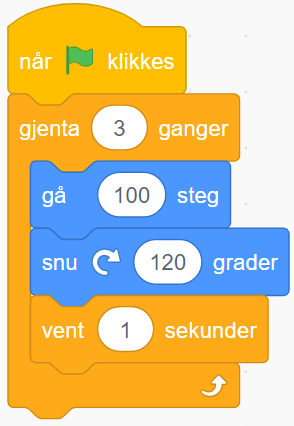 når klikkes
gjenta 3 ganger
gå 100 steg
snu 120 grader
vent 1 sekunder